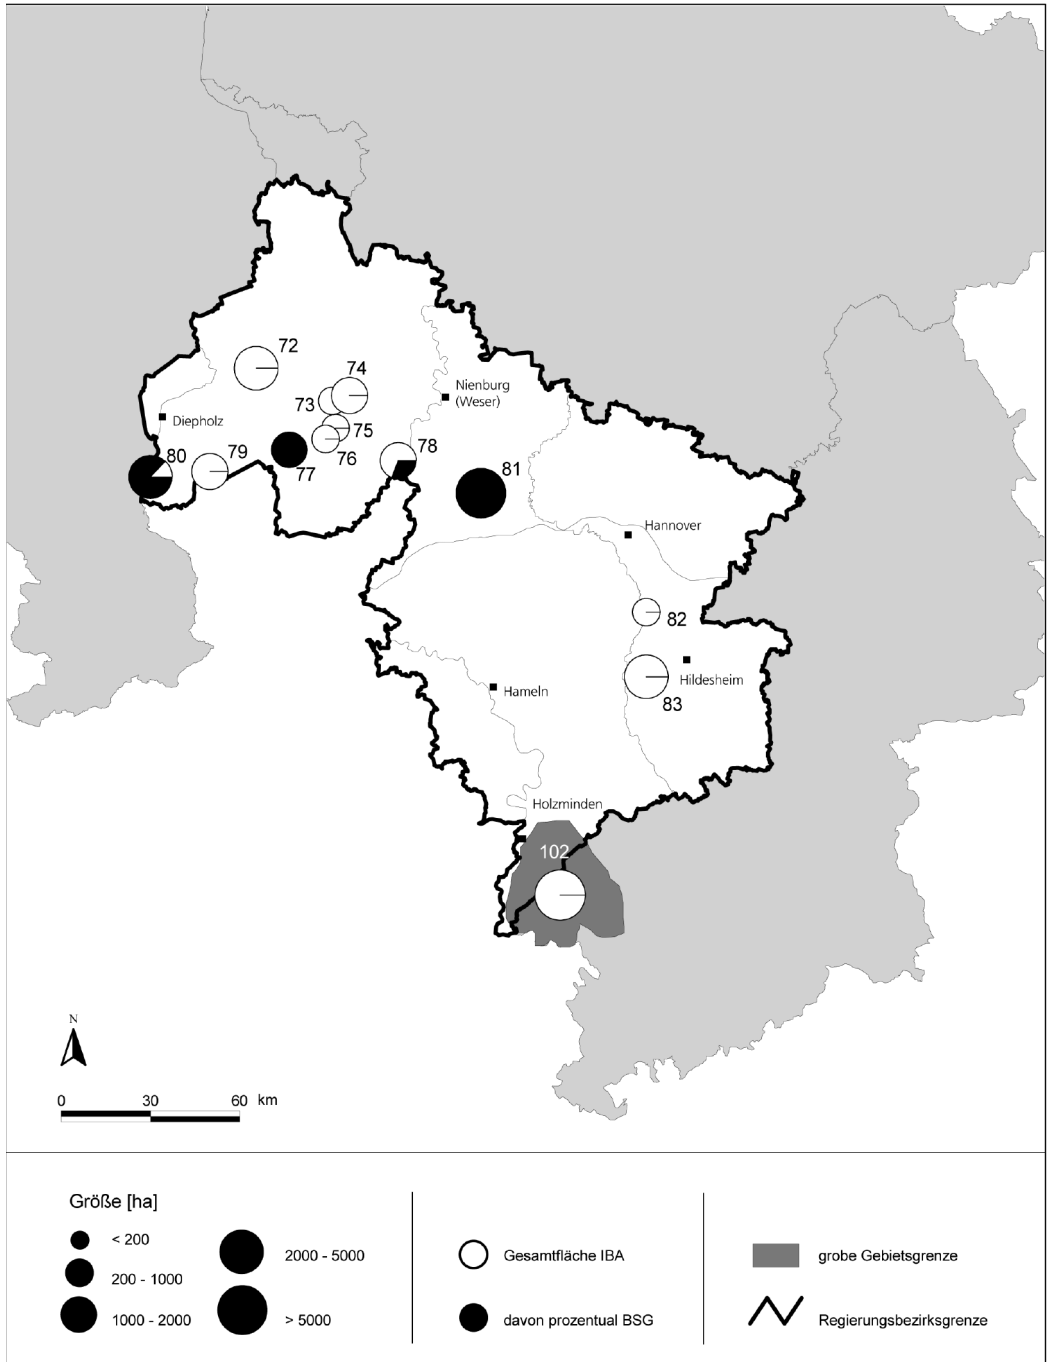 72
74
73
Nienburg
(Weser)
Diepholz
75
78
76
79
80
77
81
Hannover
82
Hildesheim
83
Hameln
Holzminden
102
N
0 30 60 km
Größe [ha]
< 200
200 - 1000
1000 - 2000
2000 - 5000
> 5000
Gesamtfläche IBA
davon prozentual BSG
grobe Gebietsgrenze
Regierungsbezirksgrenze